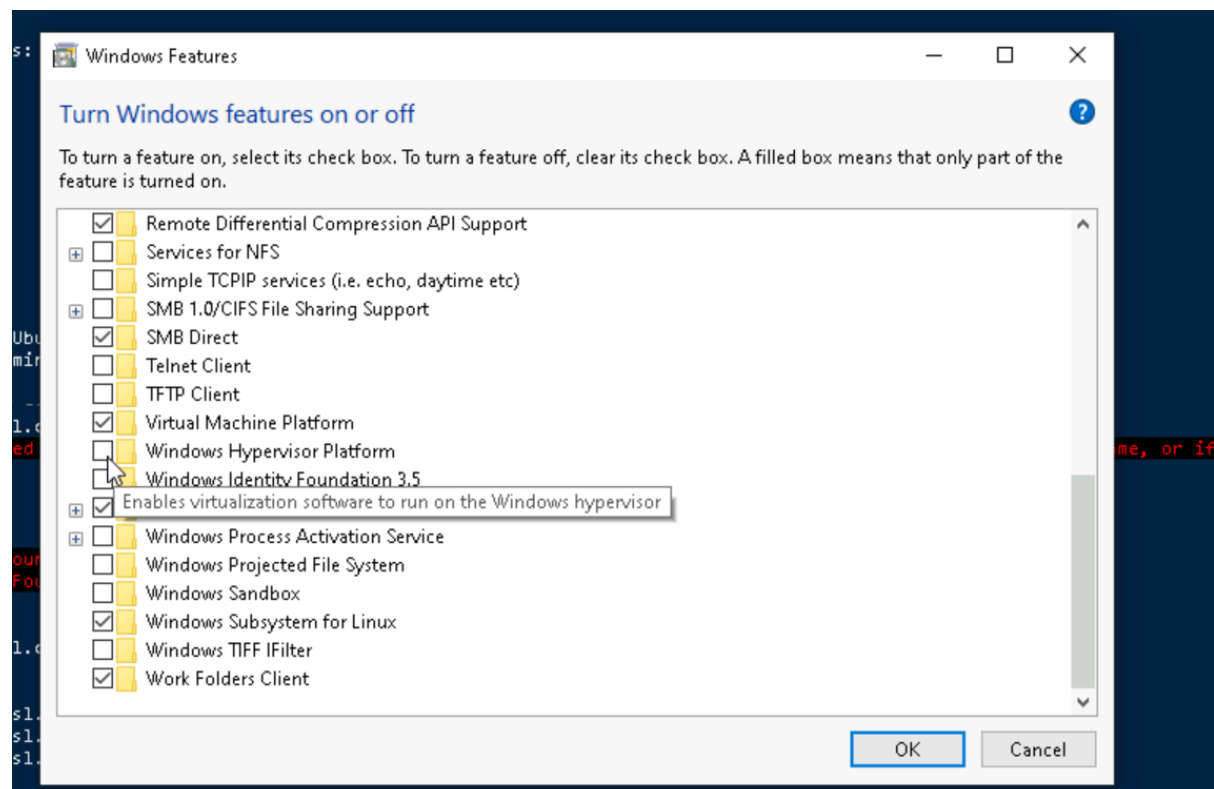 s:
Windows Features
Turn Windows features on or off
To turn a feature on, select its check box. To turn a feature off, clear its check box. A filled box means that only part of the
feature is turned on.
Remote Differential Compression API Support
Services for NFS
Simple TCPIP services (i.e. echo, daytime etc)
SMB 1.0/CIFS File Sharing Support
SMB Direct
Telnet Client
TFTP Client
Virtual Machine Platform
Windows Hypervisor Platform
me, or if
Windows Identity Foundation 3.5
Enables virtualization software to run on the Windows hypervisor
Windows Process Activation Service
Windows Projected File System
Windows Sandbox
Windows Subsystem for Linux
Windows TIFF IFilter
Work Folders Client
OK Cancel